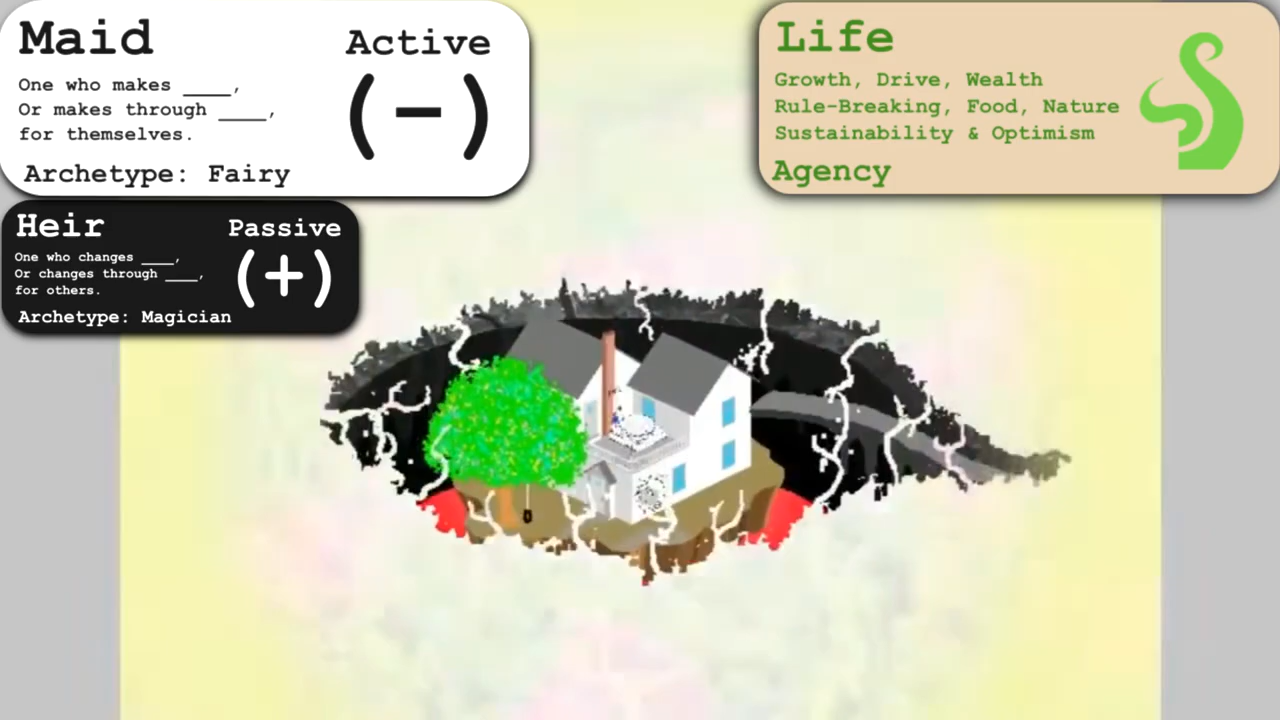 Maid
Active
One who makes ____,
Or makes through ____,
for themselves.
(-)
Archetype: Fairy
Heir
Passive
One who changes ____,
Or changes through ____,
for others.
(+)
Archetype: Magician
Life
Growth, Drive, Wealth
Rule-Breaking, Food, Nature
Sustainability & Optimism
Agency